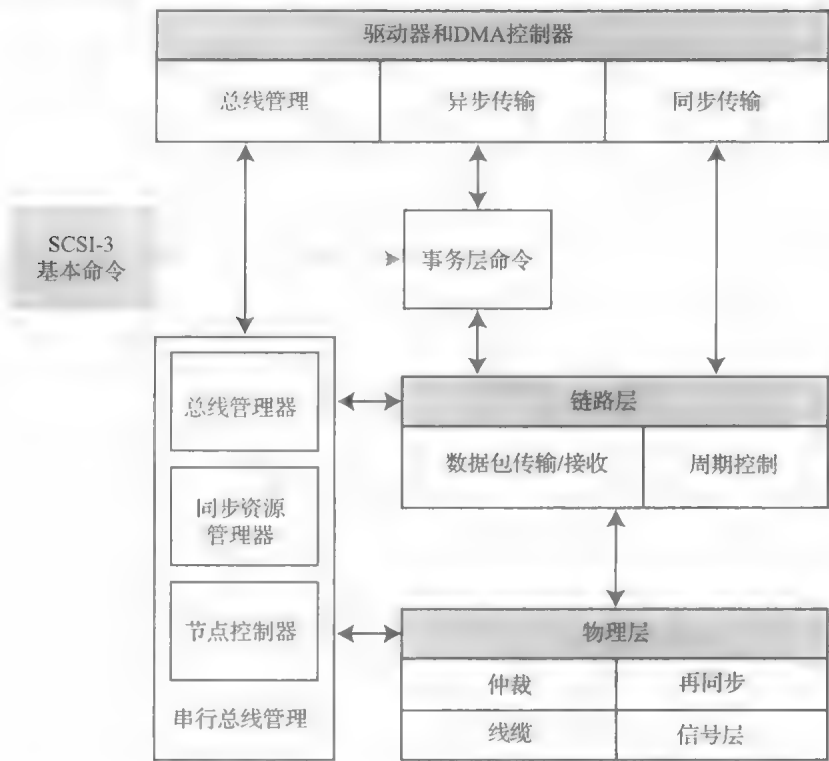 驱动器和DMA控制器
总线管理
异步传输
同步传输
SCSI-3
基本命令
事务层命令
总线管理器
链路层
数据包传输/接收
周期控制
同步资源
管理器
节点控制器
物理层
仲裁
再同步
串行总线管理
线缆
信号层